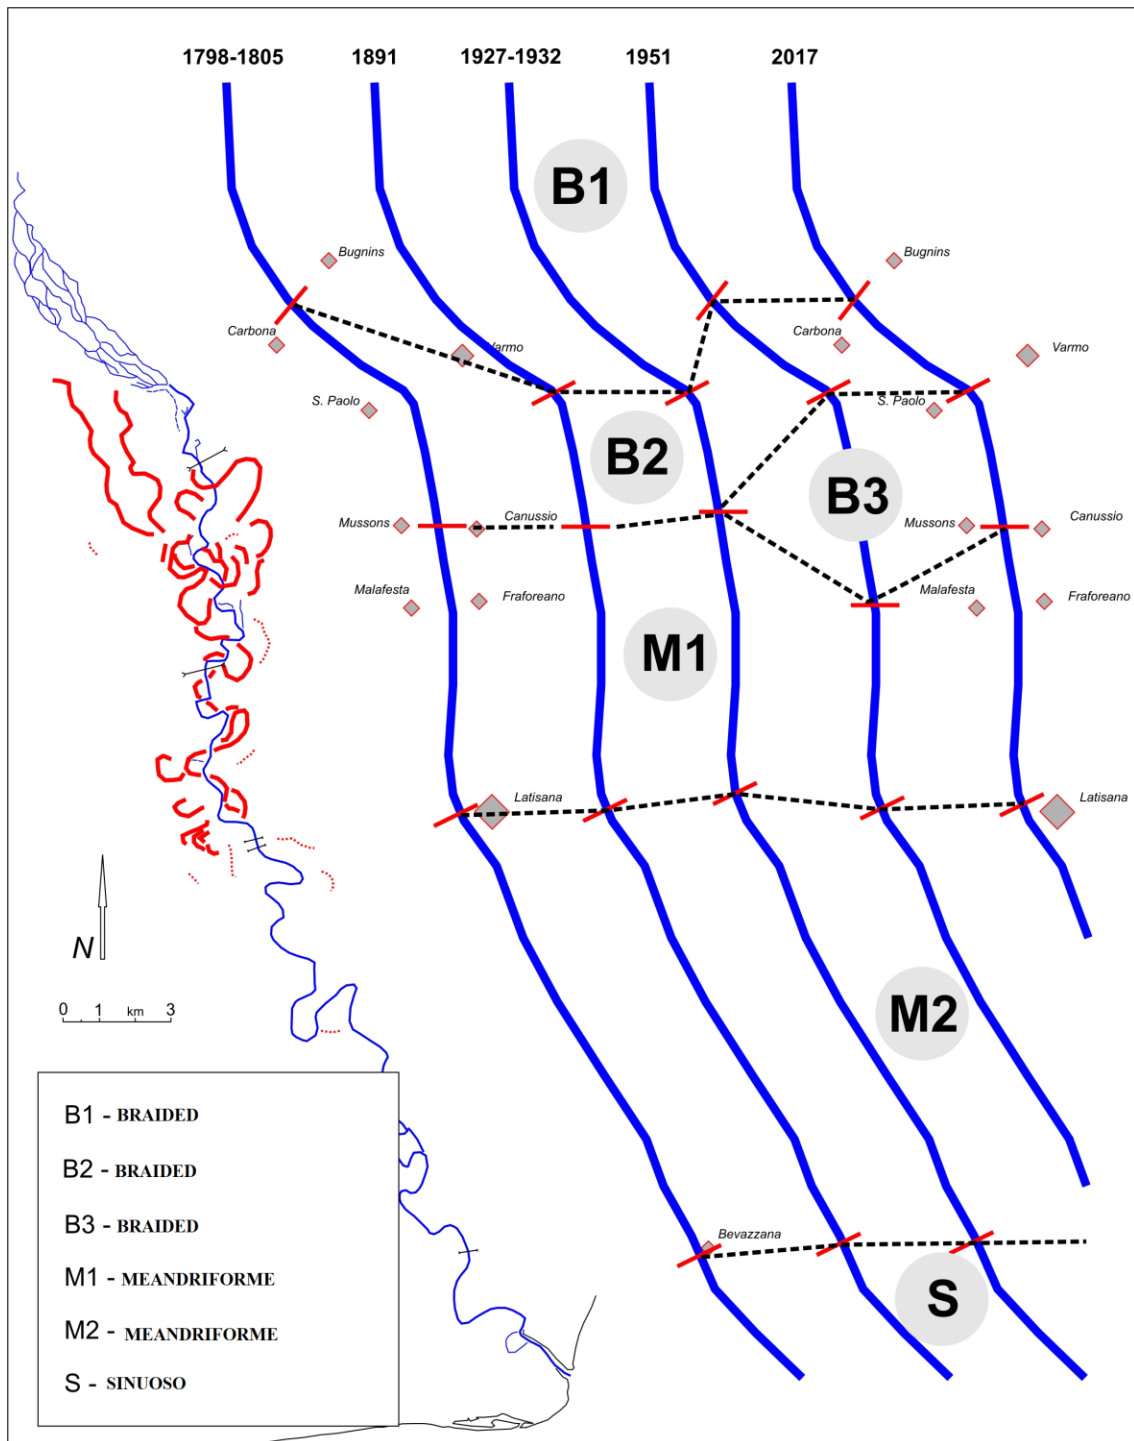 1798-1805 1891 1927-1932 1951 2017
B1
Bugnins Bugnins
Carbona Varmo Carbona Varmo
S. Paolo S. Paolo
B2
B3
Mussons Canussio Mussons Canussio
Malafesta Fraforeano Malafesta Fraforeano
M1
Latisana Latisana
N
0 1 km 3
M2
B1 - BRAIDED
B2 - BRAIDED
B3 - BRAIDED
M1 - MEANDRIFORME
M2 - MEANDRIFORME
S - SINUOSO
Bevazzana
S